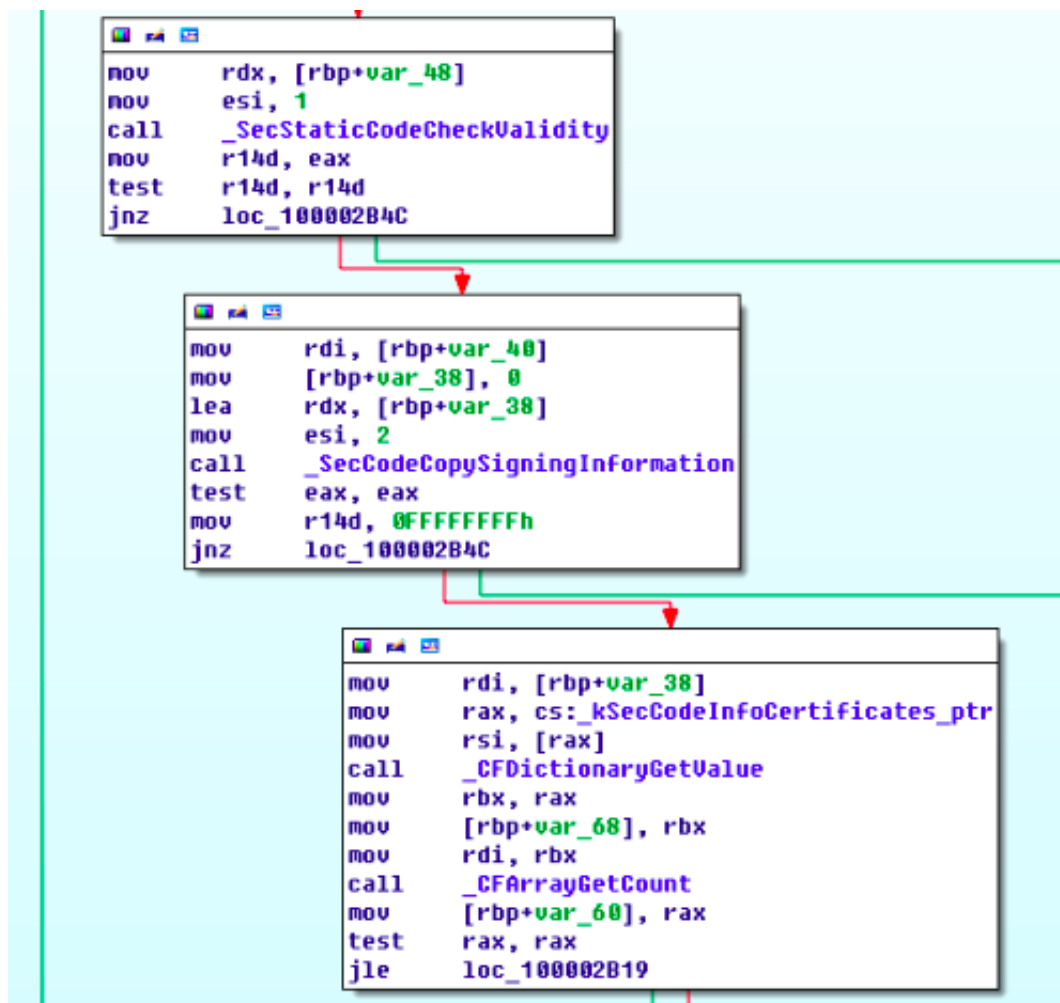 mov rdx, [rbp+var_48]
mov esi, 1
call _SecStaticCodeCheckValidity
mov r14d, eax
test r14d, r14d
jnz loc_100002B4C
mov rdi, [rbp+var_40]
mov [rbp+var_38], 0
lea rdx, [rbp+var_38]
mov esi, 2
call _SecCodeCopySigningInformation
test eax, eax
mov r14d, 0FFFFFFFFh
jnz loc_100002B4C
mov rdi, [rbp+var_38]
mov rax, cs:_kSecCodeInfoCertificates_ptr
mov rsi, [rax]
call _CFDictionaryGetValue
mov rbx, rax
mov [rbp+var_68], rbx
mov rdi, rbx
call _CFArrayGetCount
mov [rbp+var_60], rax
test rax, rax
jle loc_100002B19